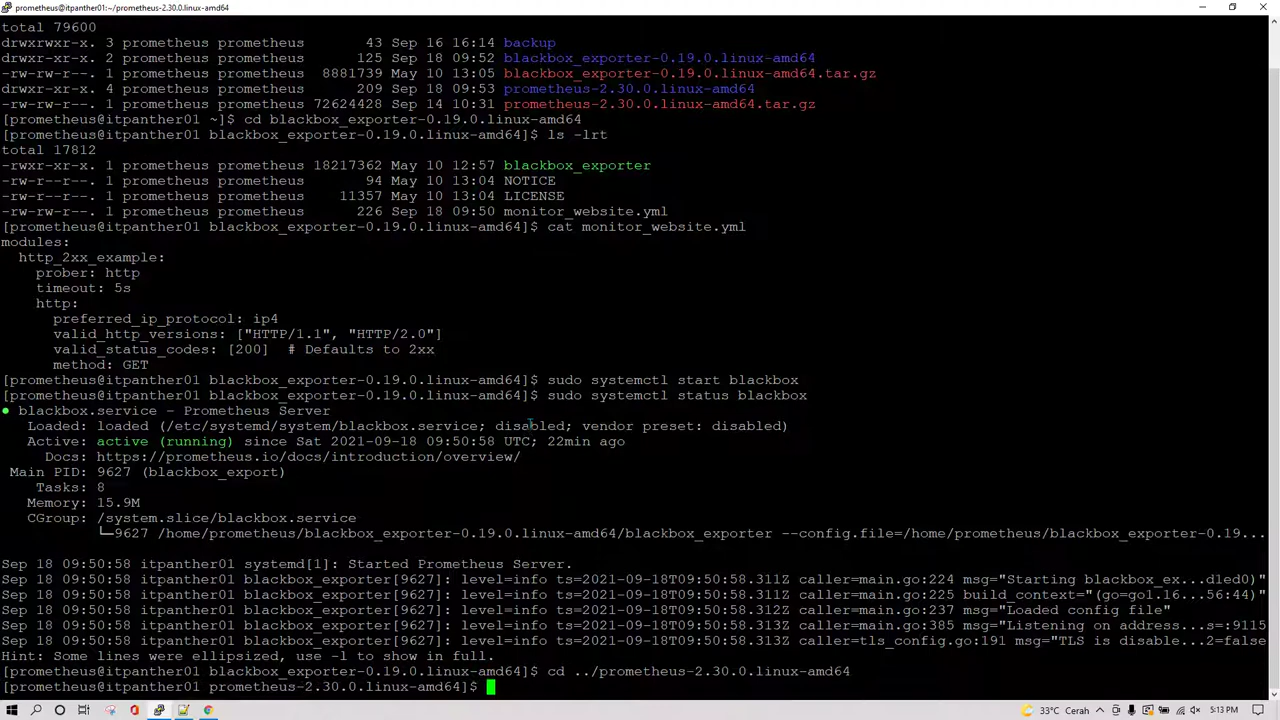 prometheus@itpanther01:~/prometheus-2.30.0.linux-amd64
total 79600
drwxrwxr-x. 3 prometheus prometheus       43 Sep 16 16:14 backup
drwxrwxr-x. 2 prometheus prometheus      125 Sep 18 09:52 blackbox_exporter-0.19.0.linux-amd64
-rw-rw-r--. 1 prometheus prometheus  8881739 May 10 13:05 blackbox_exporter-0.19.0.linux-amd64.tar.gz
drwxr-xr-x. 4 prometheus prometheus      209 Sep 18 09:53 prometheus-2.30.0.linux-amd64
-rw-rw-r--. 1 prometheus prometheus 72624428 Sep 14 10:31 prometheus-2.30.0.linux-amd64.tar.gz
[prometheus@itpanther01 ~]$ cd blackbox_exporter-0.19.0.linux-amd64
[prometheus@itpanther01 blackbox_exporter-0.19.0.linux-amd64]$ ls -lrt
total 17812
-rwxr-xr-x. 1 prometheus prometheus 18217362 May 10 12:57 blackbox_exporter
-rw-r--r--. 1 prometheus prometheus       94 May 10 13:04 NOTICE
-rw-r--r--. 1 prometheus prometheus    11357 May 10 13:04 LICENSE
-rw-rw-r--. 1 prometheus prometheus      226 Sep 18 09:50 monitor_website.yml
[prometheus@itpanther01 blackbox_exporter-0.19.0.linux-amd64]$ cat monitor_website.yml
modules:
  http_2xx_example:
    prober: http
    timeout: 5s
    http:
      preferred_ip_protocol: ip4
      valid_http_versions: ["HTTP/1.1", "HTTP/2.0"]
      valid_status_codes: [200]  # Defaults to 2xx
      method: GET
[prometheus@itpanther01 blackbox_exporter-0.19.0.linux-amd64]$ sudo systemctl start blackbox
[prometheus@itpanther01 blackbox_exporter-0.19.0.linux-amd64]$ sudo systemctl status blackbox
● blackbox.service - Prometheus Server
   Loaded: loaded (/etc/systemd/system/blackbox.service; disabled; vendor preset: disabled)
   Active: active (running) since Sat 2021-09-18 09:50:58 UTC; 22min ago
     Docs: https://prometheus.io/docs/introduction/overview/
 Main PID: 9627 (blackbox_export)
    Tasks: 8
   Memory: 15.9M
   CGroup: /system.slice/blackbox.service
           └─9627 /home/prometheus/blackbox_exporter-0.19.0.linux-amd64/blackbox_exporter --config.file=/home/prometheus/blackbox_exporter-0.19...
Sep 18 09:50:58 itpanther01 systemd[1]: Started Prometheus Server.
Sep 18 09:50:58 itpanther01 blackbox_exporter[9627]: level=info ts=2021-09-18T09:50:58.311Z caller=main.go:224 msg="Starting blackbox_ex...d1ed0)"
Sep 18 09:50:58 itpanther01 blackbox_exporter[9627]: level=info ts=2021-09-18T09:50:58.311Z caller=main.go:225 build_context="(go=go1.16...56:44)"
Sep 18 09:50:58 itpanther01 blackbox_exporter[9627]: level=info ts=2021-09-18T09:50:58.312Z caller=main.go:237 msg="Loaded config file"
Sep 18 09:50:58 itpanther01 blackbox_exporter[9627]: level=info ts=2021-09-18T09:50:58.313Z caller=main.go:385 msg="Listening on address...s=:9115
Sep 18 09:50:58 itpanther01 blackbox_exporter[9627]: level=info ts=2021-09-18T09:50:58.313Z caller=tls_config.go:191 msg="TLS is disable...2=false
Hint: Some lines were ellipsized, use -l to show in full.
[prometheus@itpanther01 blackbox_exporter-0.19.0.linux-amd64]$ cd ../prometheus-2.30.0.linux-amd64
[prometheus@itpanther01 prometheus-2.30.0.linux-amd64]$
33°C Cerah 5:13 PM